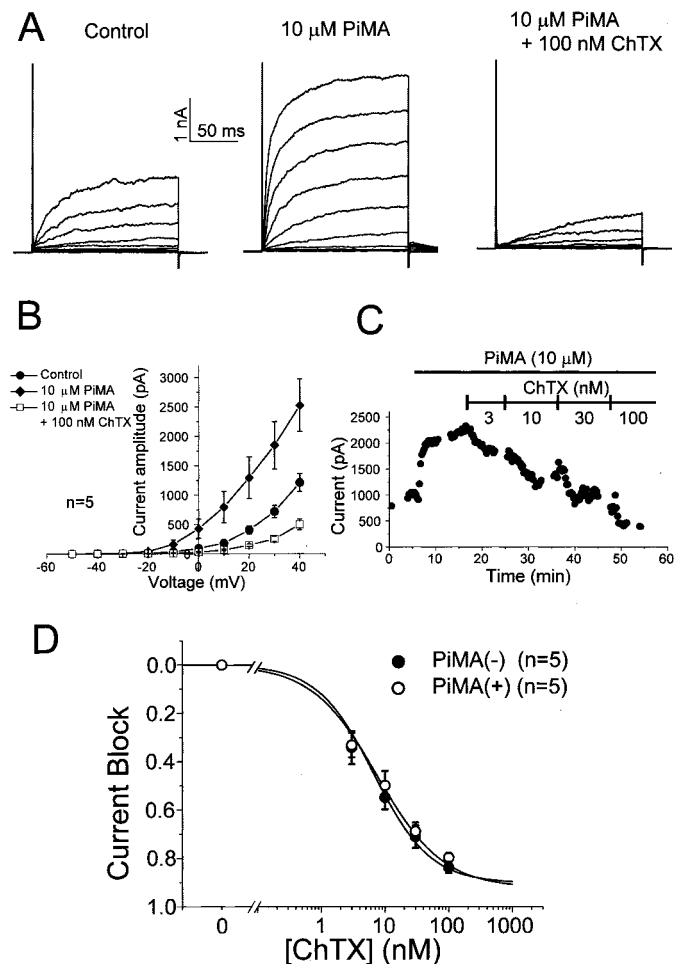 A
Control
10 μM PiMA
10 μM PiMA
+ 100 nM ChTX
1 nA
50 ms
B
Control
10 μM PiMA
10 μM PiMA
+ 100 nM ChTX
n=5
Current amplitude (pA)
3000
2500
2000
1500
1000
500
-60 -40 -20 0 20 40
Voltage (mV)
C
PiMA (10 μM)
ChTX (nM)
3 10 30 100
Current (pA)
2500
2000
1500
1000
500
0
0 10 20 30 40 50 60
Time (min)
D
PiMA(-) (n=5)
PiMA(+) (n=5)
Current Block
0.0
0.2
0.4
0.6
0.8
1.0
0 1 10 100 1000
[ChTX] (nM)